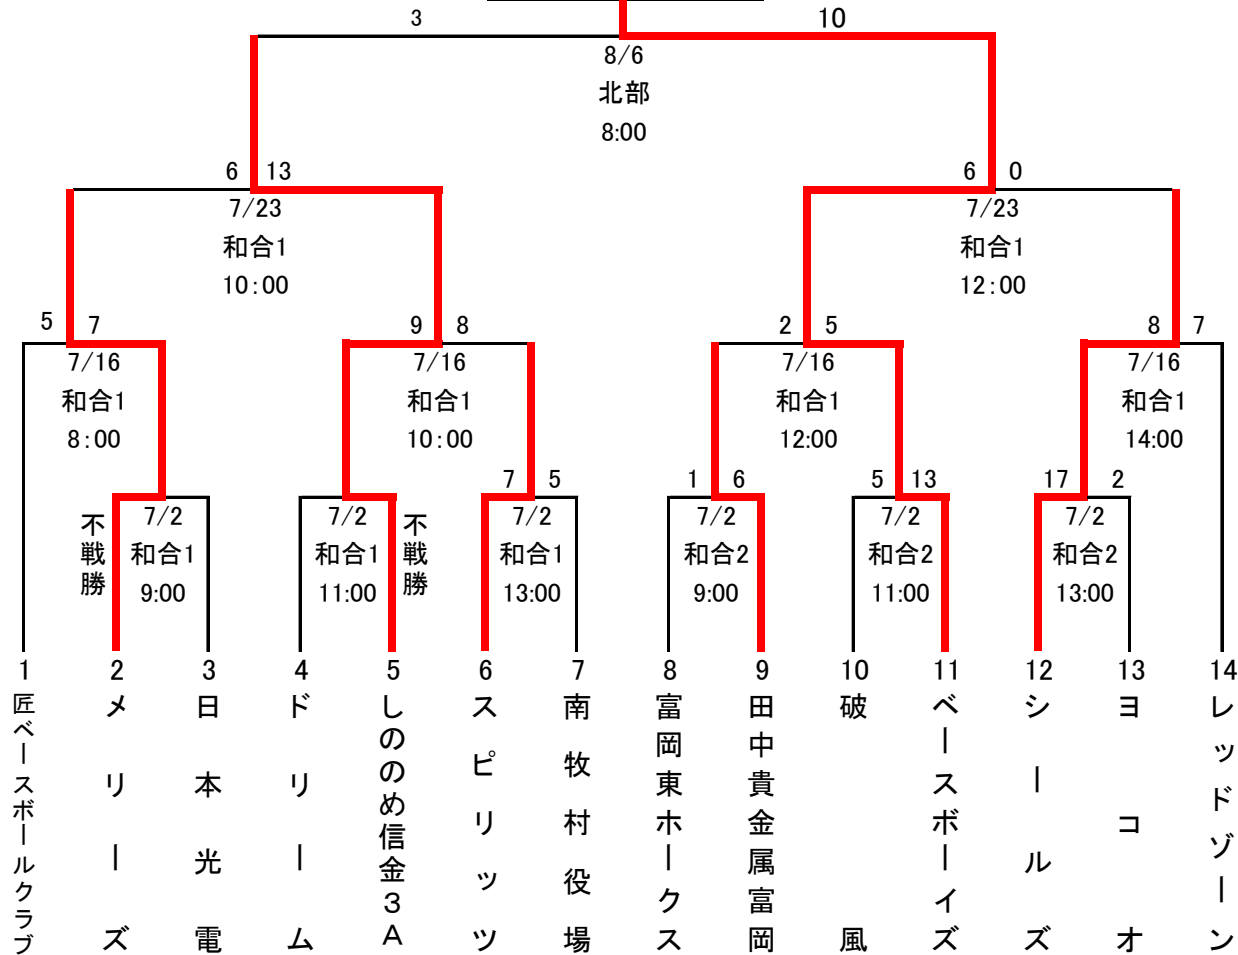 3 10
8/6
北部
8:00
6 13
7/23
和合1
10:00
6 0
7/23
和合1
12:00
5 7
7/16
和合1
8:00
9 8
7/16
和合1
10:00
2 5
7/16
和合1
12:00
8 7
7/16
和合1
14:00
不戦勝
7/2
和合1
9:00
7/2
和合1
11:00
不戦勝
7 5
7/2
和合1
13:00
1 6
7/2
和合2
9:00
5 13
7/2
和合2
11:00
17 2
7/2
和合2
13:00
1 匠ベースボールクラブ
2 メリーズ
3 日本光電
4 ドリーム
5 しののめ信金3A
6 スピリッツ
7 南牧村役場
8 富岡東ホークス
9 田中貴金属富岡
10 破風
11 ベースボーイズ
12 シールズ
13 ヨコオ
14 レッドゾーン